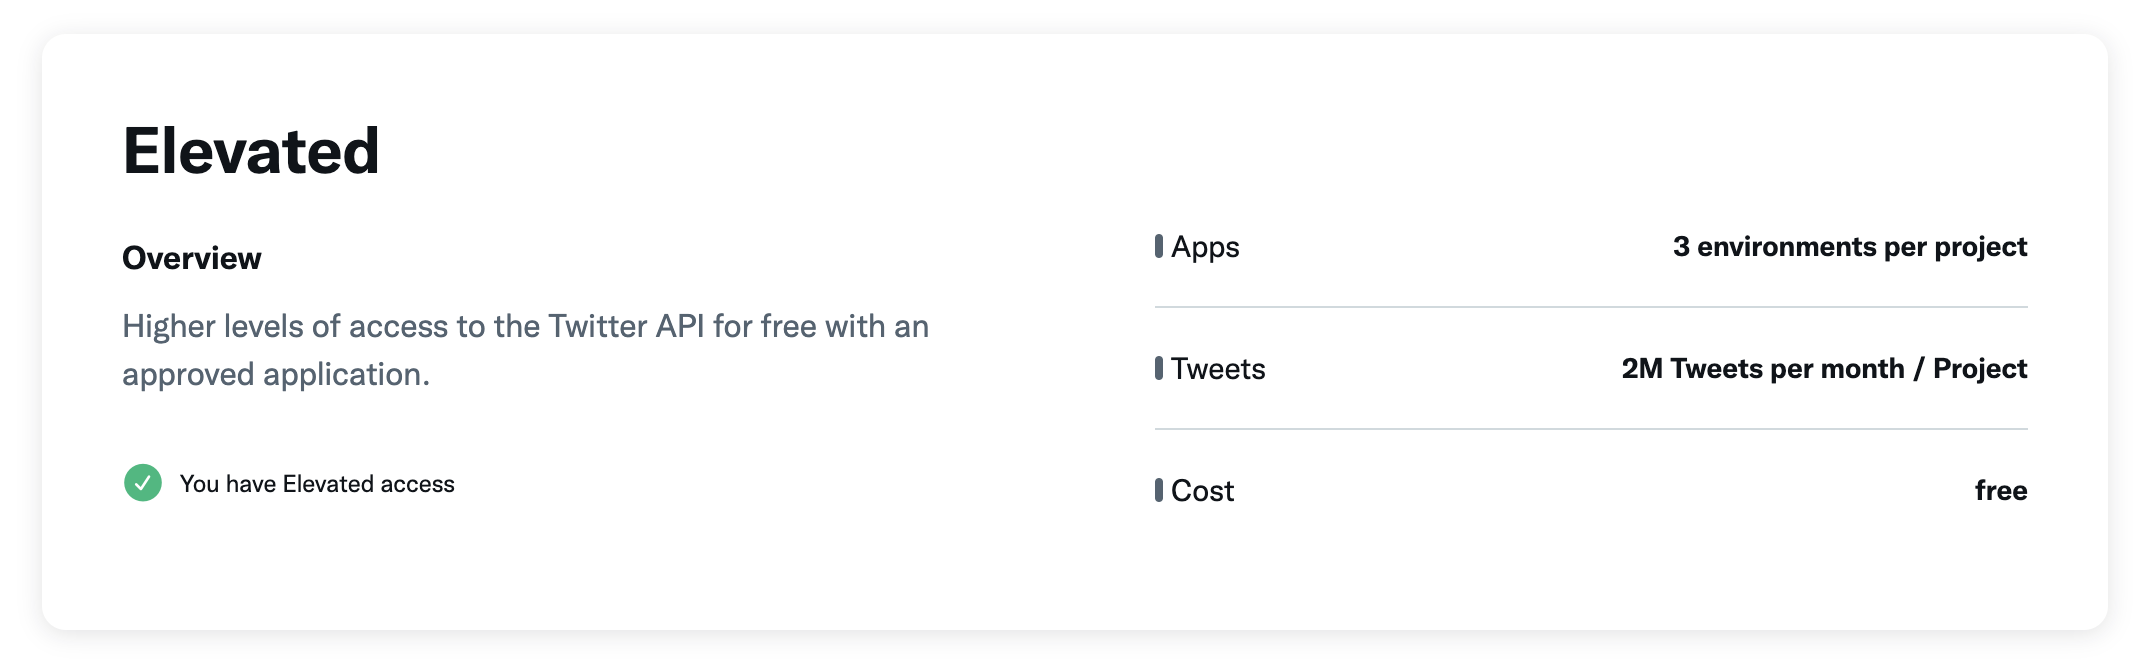 Elevated
Overview
Higher levels of access to the Twitter API for free with an
approved application.
You have Elevated access
Apps 3 environments per project
Tweets 2M Tweets per month / Project
Cost free